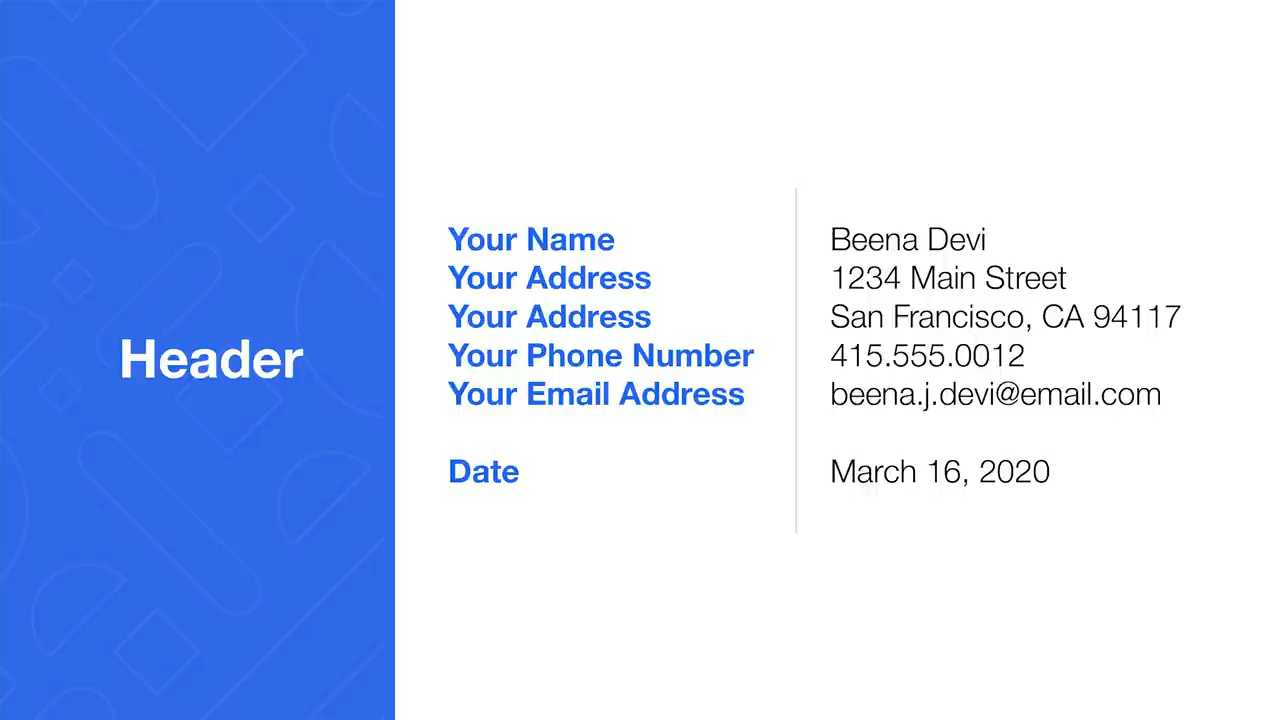 Header
Your Name
Your Address
Your Address
Your Phone Number
Your Email Address
Date
Beena Devi
1234 Main Street
San Francisco, CA 94117
415.555.0012
beena.j.devi@email.com
March 16, 2020